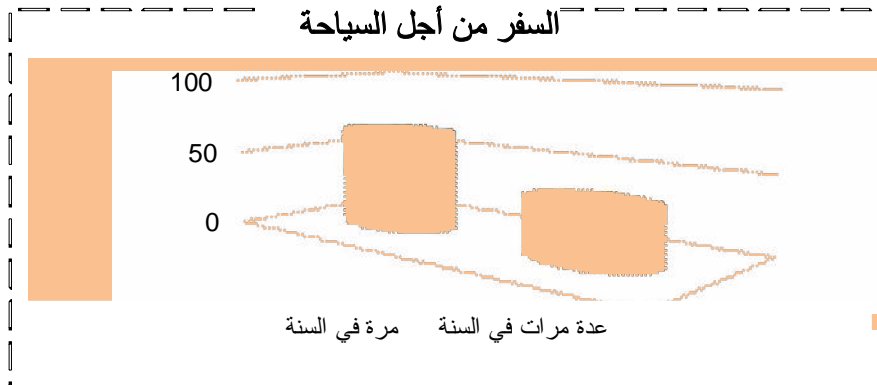 السفر من أجل السياحة
100
50
0
مرة في السنة
عدة مرات في السنة